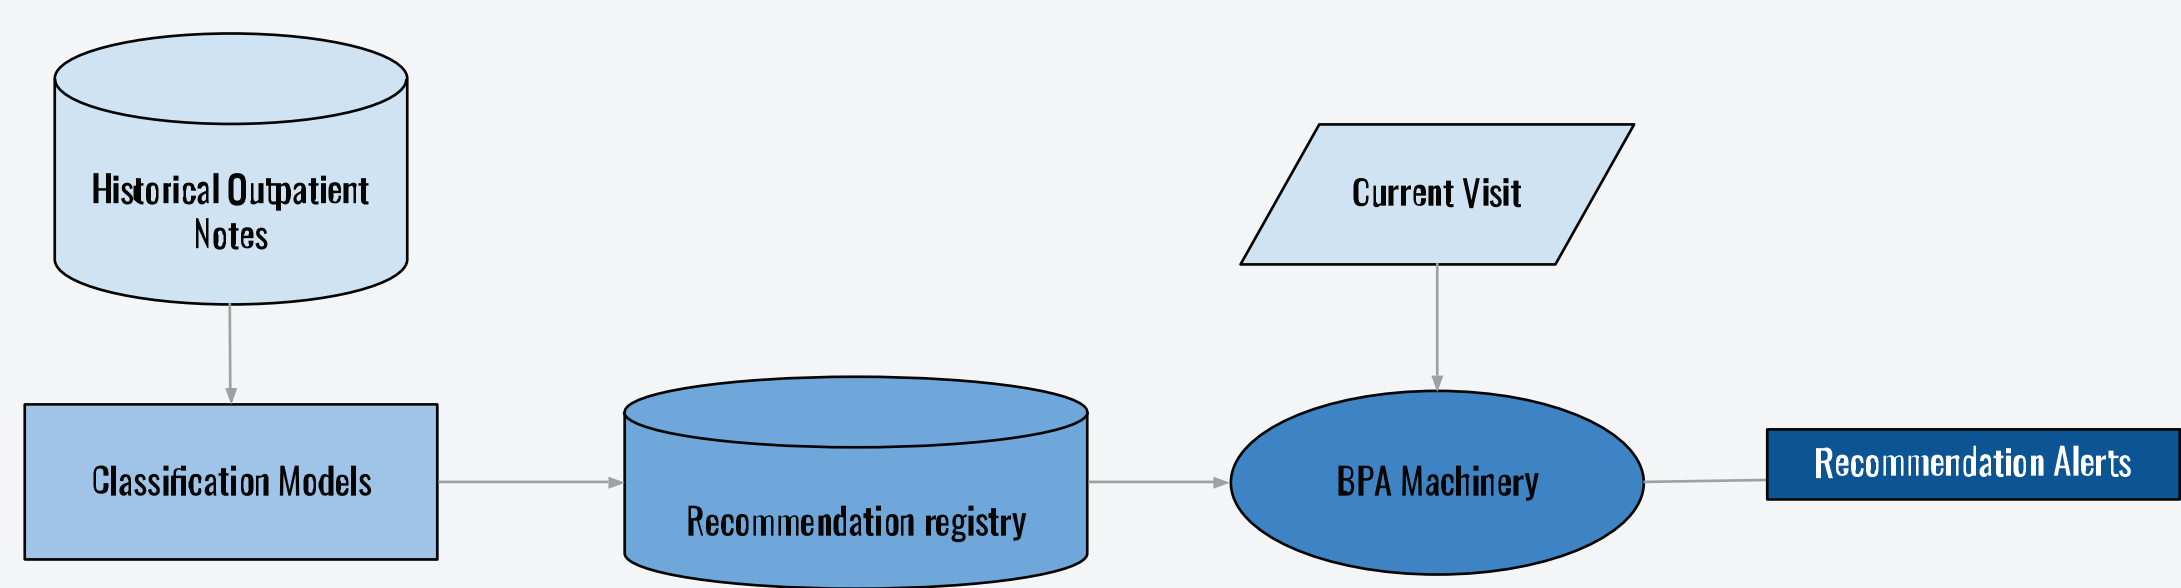 Historical Outpatient
Notes
Current Visit
Classification Models
Recommendation registry
BPA Machinery
Recommendation Alerts